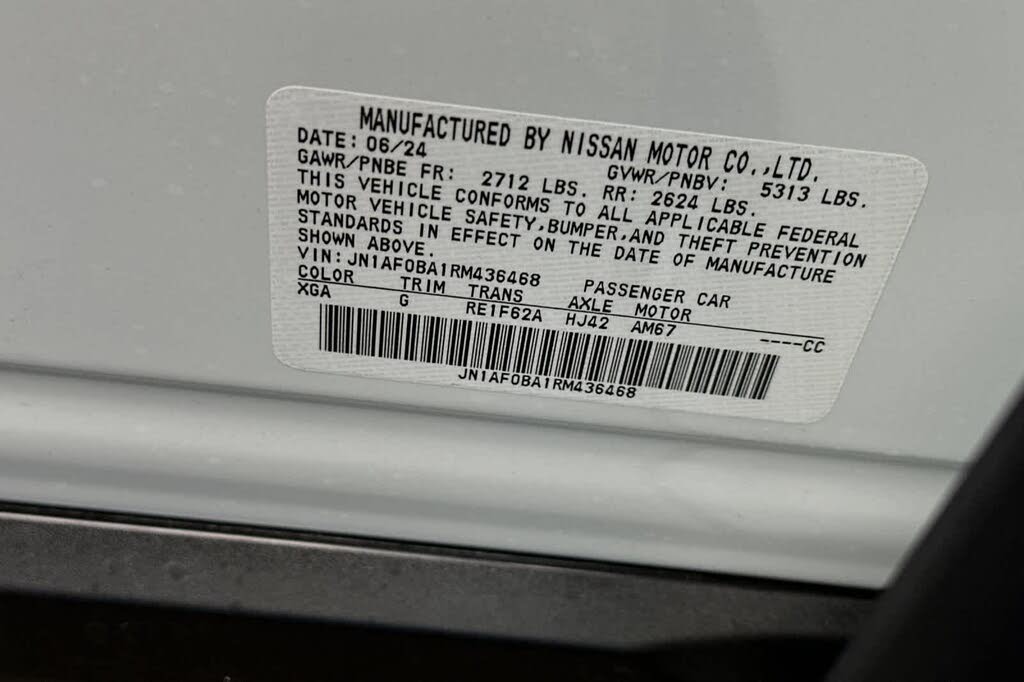 MANUFACTURED BY NISSAN MOTOR CO.,LTD.
DATE: 06/24 GVWR/PNBV: 5313 LBS.
GAWR/PNBE FR: 2712 LBS. RR: 2624 LBS.
THIS VEHICLE CONFORMS TO ALL APPLICABLE FEDERAL
MOTOR VEHICLE SAFETY,BUMPER,AND THEFT PREVENTION
STANDARDS IN EFFECT ON THE DATE OF MANUFACTURE
SHOWN ABOVE.
VIN: JN1AF0BA1RM436468 PASSENGER CAR
COLOR TRIM TRANS AXLE MOTOR
XGA G RE1F62A HJ42 AM67 ----CC
JN1AF0BA1RM436468